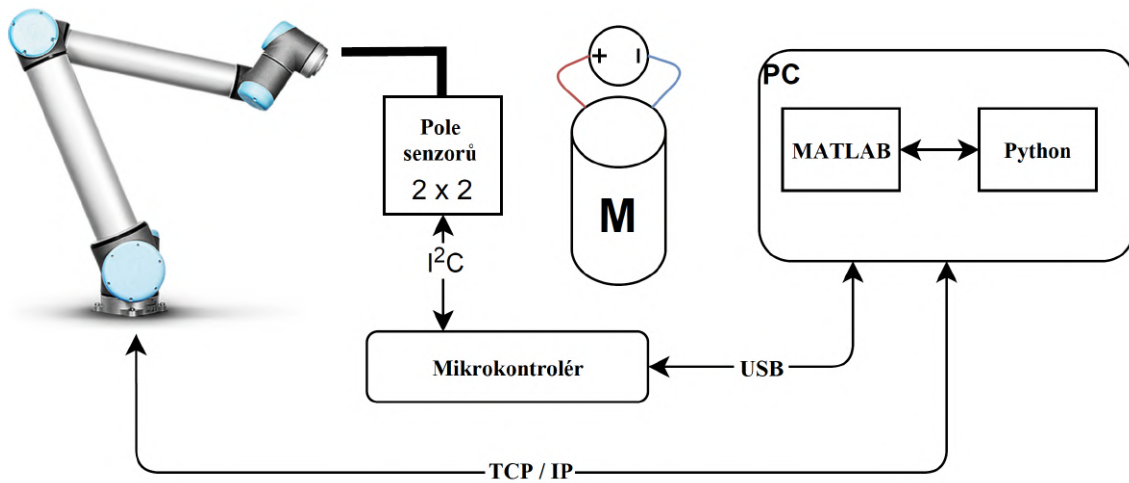 Pole
senzorů
2 x 2
I²C
Mikrokontrolér
+ −
M
PC
MATLAB
Python
USB
TCP / IP